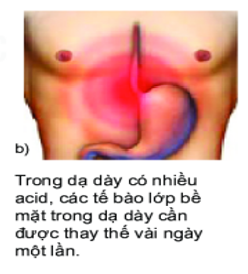 b)
Trong dạ dày có nhiều
acid, các tế bào lớp bề
mặt trong dạ dày cần
được thay thế vài ngày
một lần.